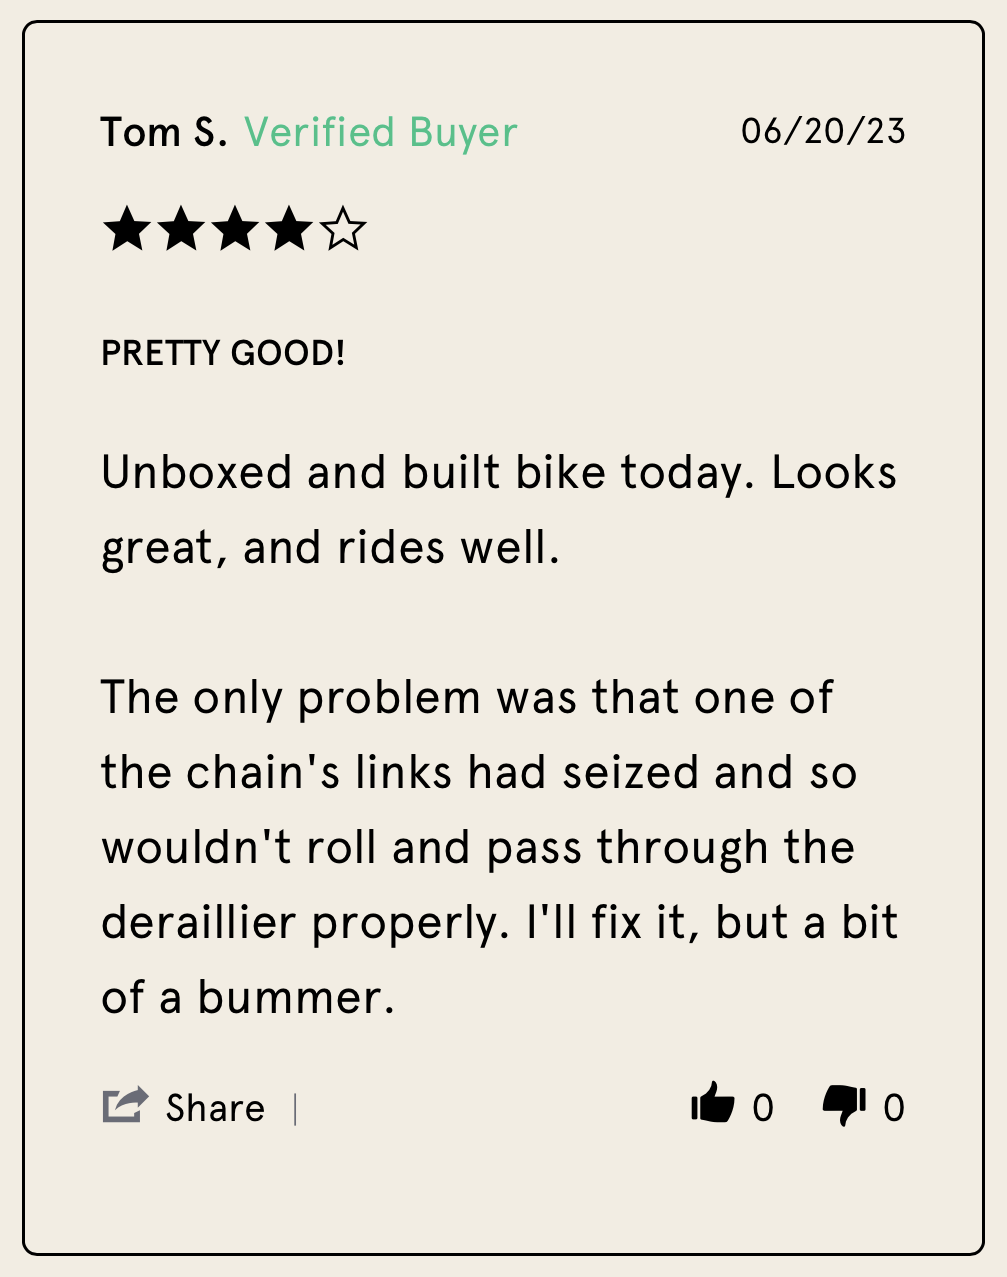 Tom S. Verified Buyer 06/20/23
PRETTY GOOD!
Unboxed and built bike today. Looks
great, and rides well.
The only problem was that one of
the chain's links had seized and so
wouldn't roll and pass through the
deraillier properly. I'll fix it, but a bit
of a bummer.
Share | 0 0